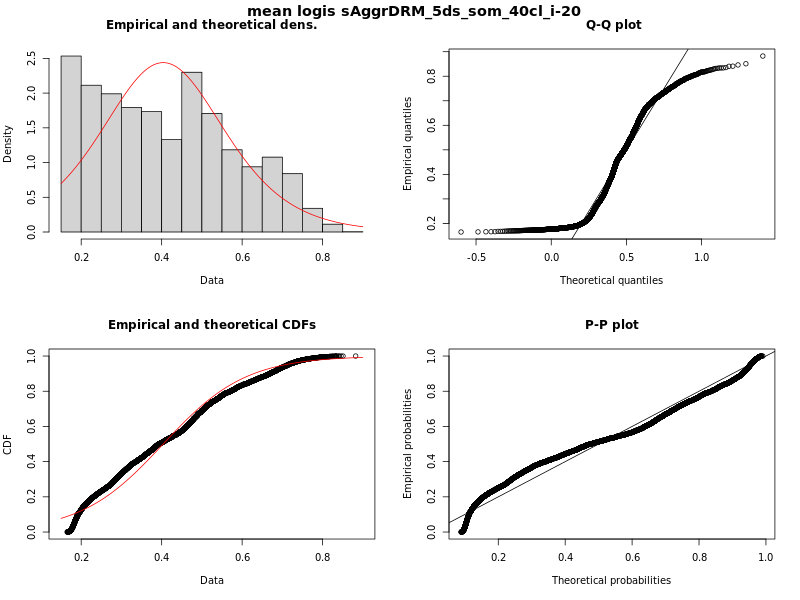 mean logis sAggrDRM_5ds_som_40cl_i-20
Empirical and theoretical dens.
Density
0.0 0.5 1.0 1.5 2.0 2.5
0.2 0.4 0.6 0.8
Data
Q-Q plot
Empirical quantiles
0.2 0.4 0.6 0.8
-0.5 0.0 0.5 1.0
Theoretical quantiles
Empirical and theoretical CDFs
CDF
0.0 0.2 0.4 0.6 0.8 1.0
0.2 0.4 0.6 0.8
Data
P-P plot
Empirical probabilities
0.0 0.2 0.4 0.6 0.8 1.0
0.2 0.4 0.6 0.8 1.0
Theoretical probabilities